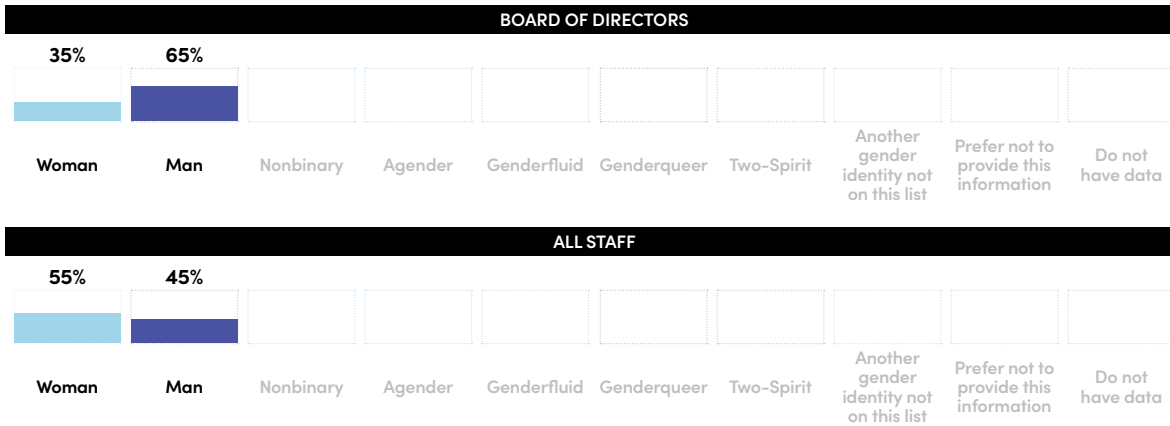 BOARD OF DIRECTORS
35% 65%
Woman Man Nonbinary Agender Genderfluid Genderqueer Two-Spirit
Another
gender
identity not
on this list
Prefer not to
provide this
information
Do not
have data
ALL STAFF
55% 45%
Woman Man Nonbinary Agender Genderfluid Genderqueer Two-Spirit
Another
gender
identity not
on this list
Prefer not to
provide this
information
Do not
have data